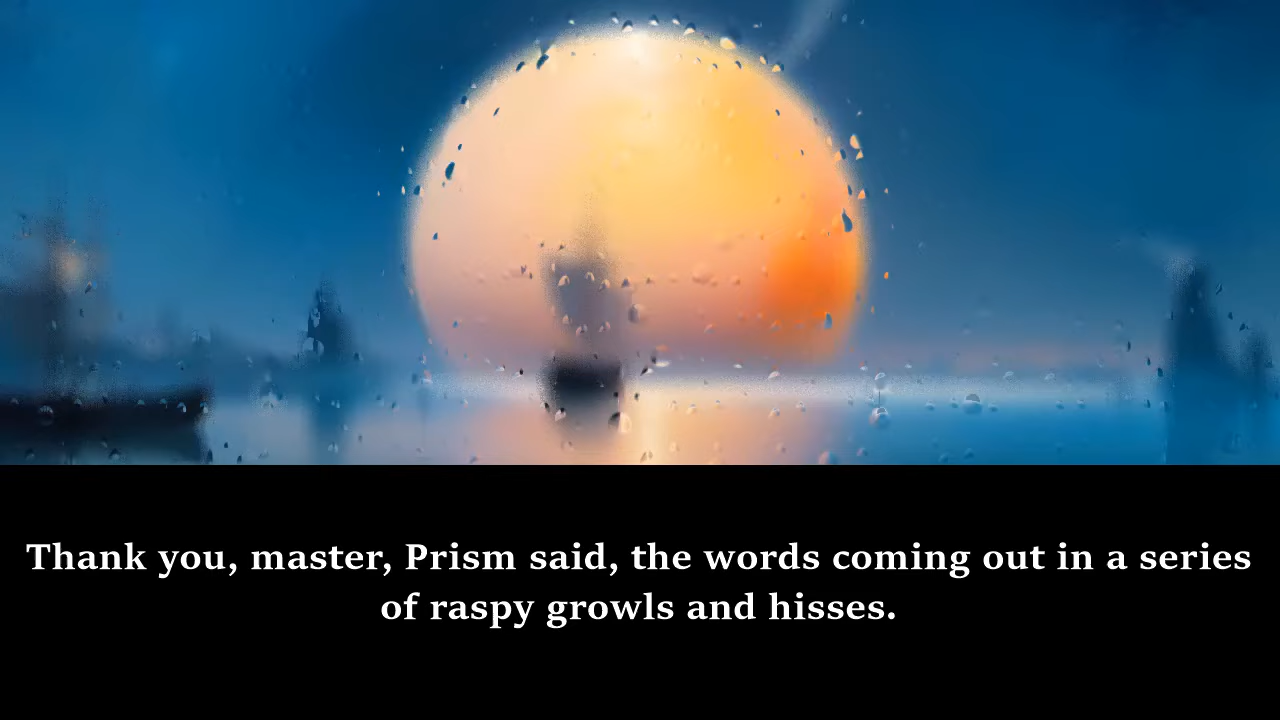 Thank you, master, Prism said, the words coming out in a series
of raspy growls and hisses.